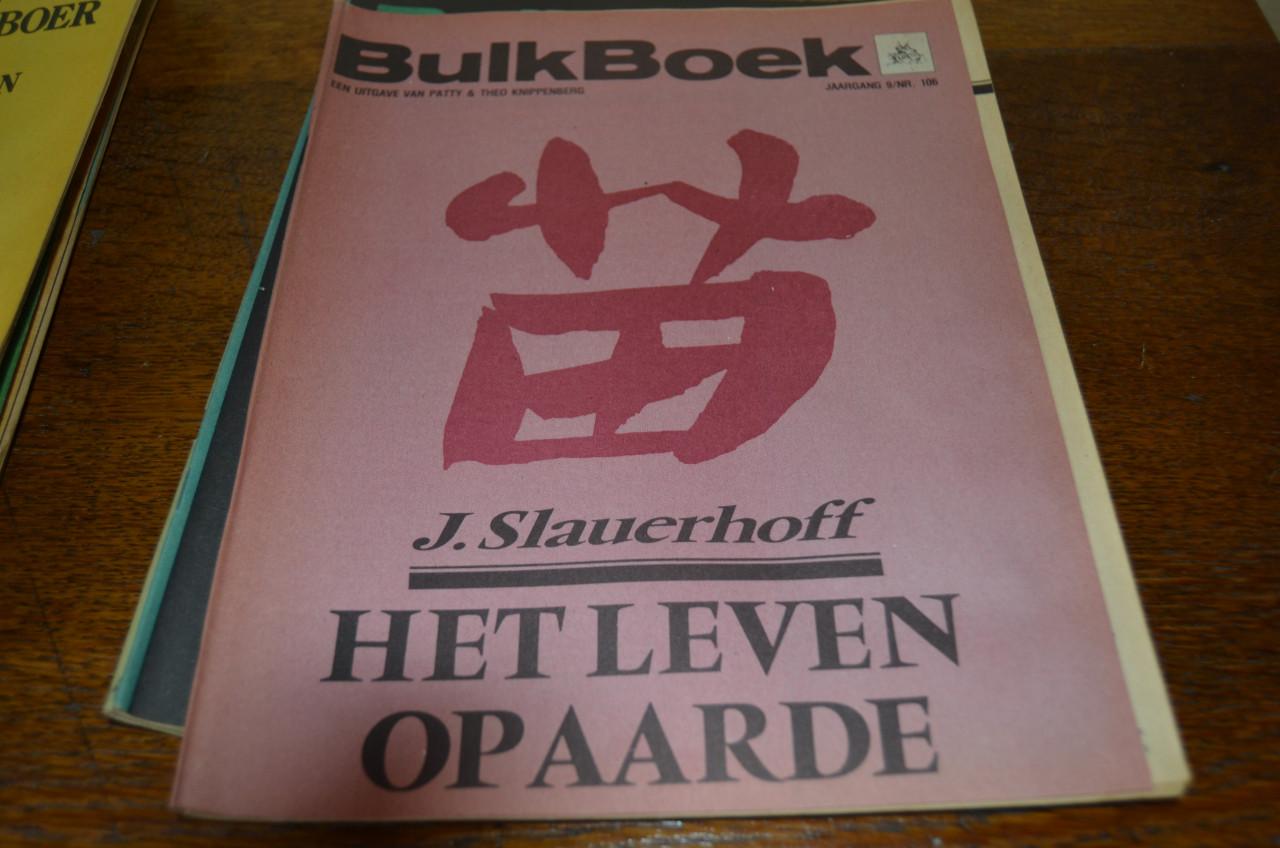 BOER
N
BulkBoek
EEN UITGAVE VAN PATTY & THEO KNIPPENBERG
JAARGANG 9/NR. 106
苗
J. Slauerhoff
HET LEVEN
OP AARDE